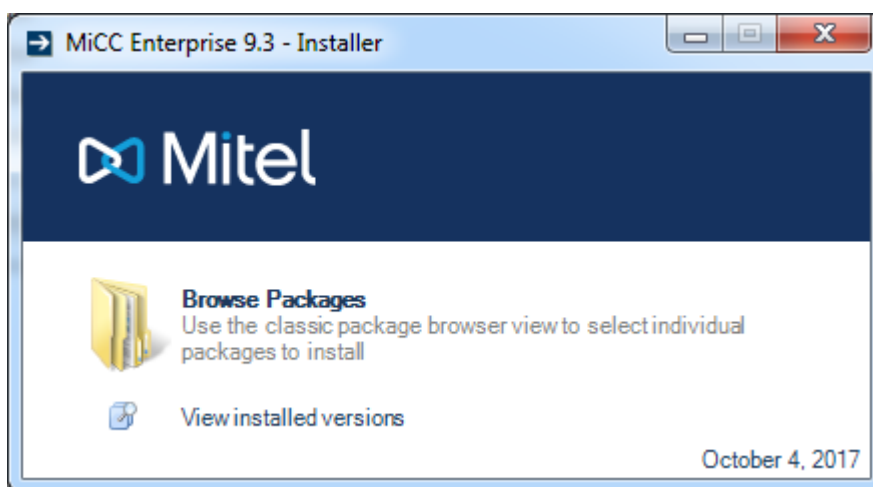 MiCC Enterprise 9.3 - Installer
Mitel
Browse Packages
Use the classic package browser view to select individual
packages to install
View installed versions
October 4, 2017